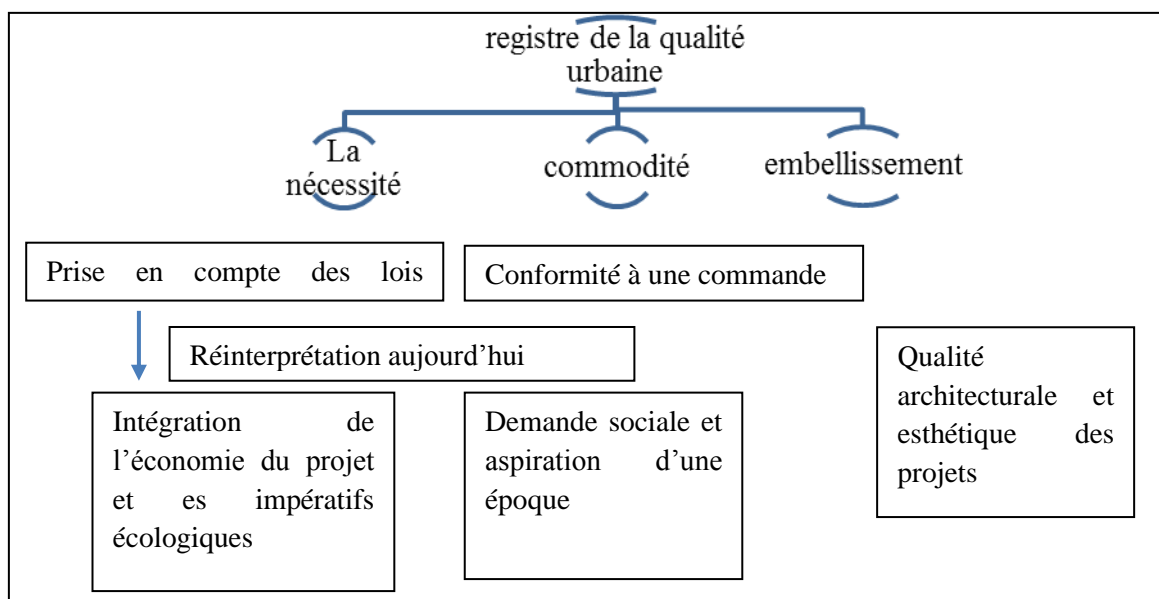 registre de la qualité
urbaine
La
nécessité
commodité
embellissement
Prise en compte des lois
Conformité à une commande
Réinterprétation aujourd’hui
Intégration de
l’économie du projet
et es impératifs
écologiques
Demande sociale et
aspiration d’une
époque
Qualité
architecturale et
esthétique des
projets